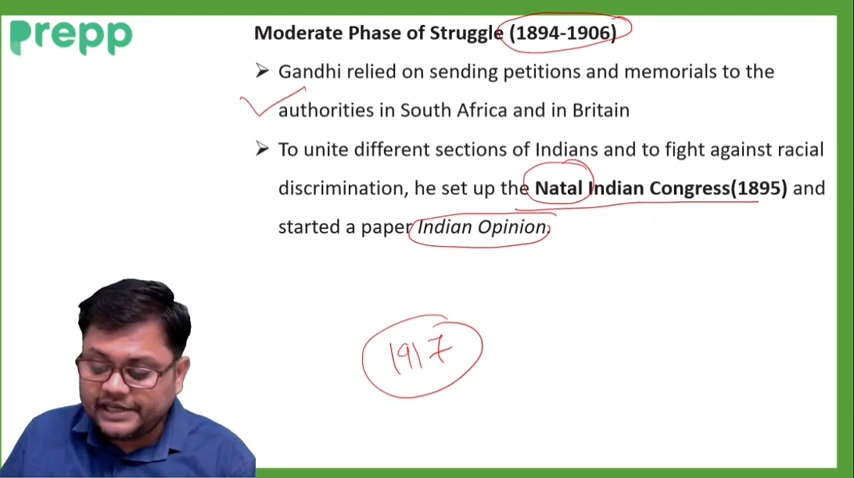 prepp
Moderate Phase of Struggle (1894-1906)
➤ Gandhi relied on sending petitions and memorials to the
authorities in South Africa and in Britain
➤ To unite different sections of Indians and to fight against racial
discrimination, he set up the Natal Indian Congress(1895) and
started a paper Indian Opinion.
1917